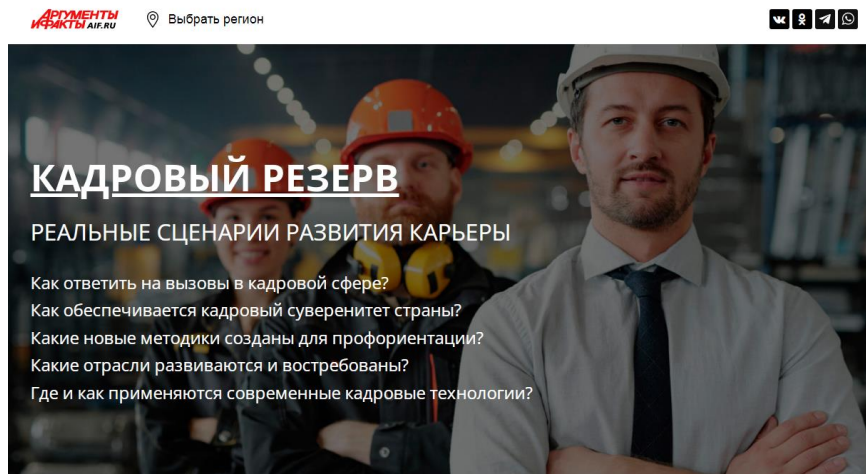 АРГУМЕНТЫ
И ФАКТЫ AIF.RU
Выбрать регион
КАДРОВЫЙ РЕЗЕРВ
РЕАЛЬНЫЕ СЦЕНАРИИ РАЗВИТИЯ КАРЬЕРЫ
Как ответить на вызовы в кадровой сфере?
Как обеспечивается кадровый суверенитет страны?
Какие новые методики созданы для профориентации?
Какие отрасли развиваются и востребованы?
Где и как применяются современные кадровые технологии?